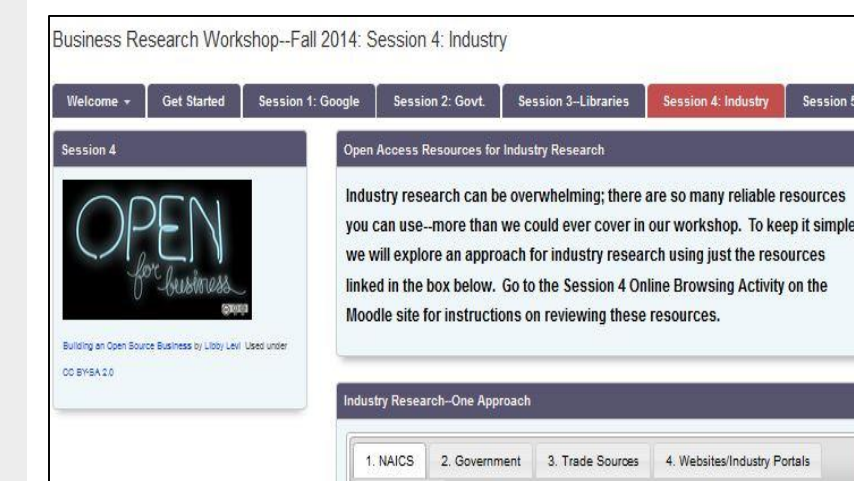 Business Research Workshop--Fall 2014: Session 4: Industry
Welcome Get Started Session 1: Google Session 2: Govt. Session 3--Libraries Session 4: Industry Session 5
Session 4
OPEN
for business
Building an Open Source Business by Libby Levi Used under
CC BY-SA 2.0
Open Access Resources for Industry Research
Industry research can be overwhelming; there are so many reliable resources
you can use--more than we could ever cover in our workshop. To keep it simple
we will explore an approach for industry research using just the resources
linked in the box below. Go to the Session 4 Online Browsing Activity on the
Moodle site for instructions on reviewing these resources.
Industry Research--One Approach
1. NAICS 2. Government 3. Trade Sources 4. Websites/Industry Portals